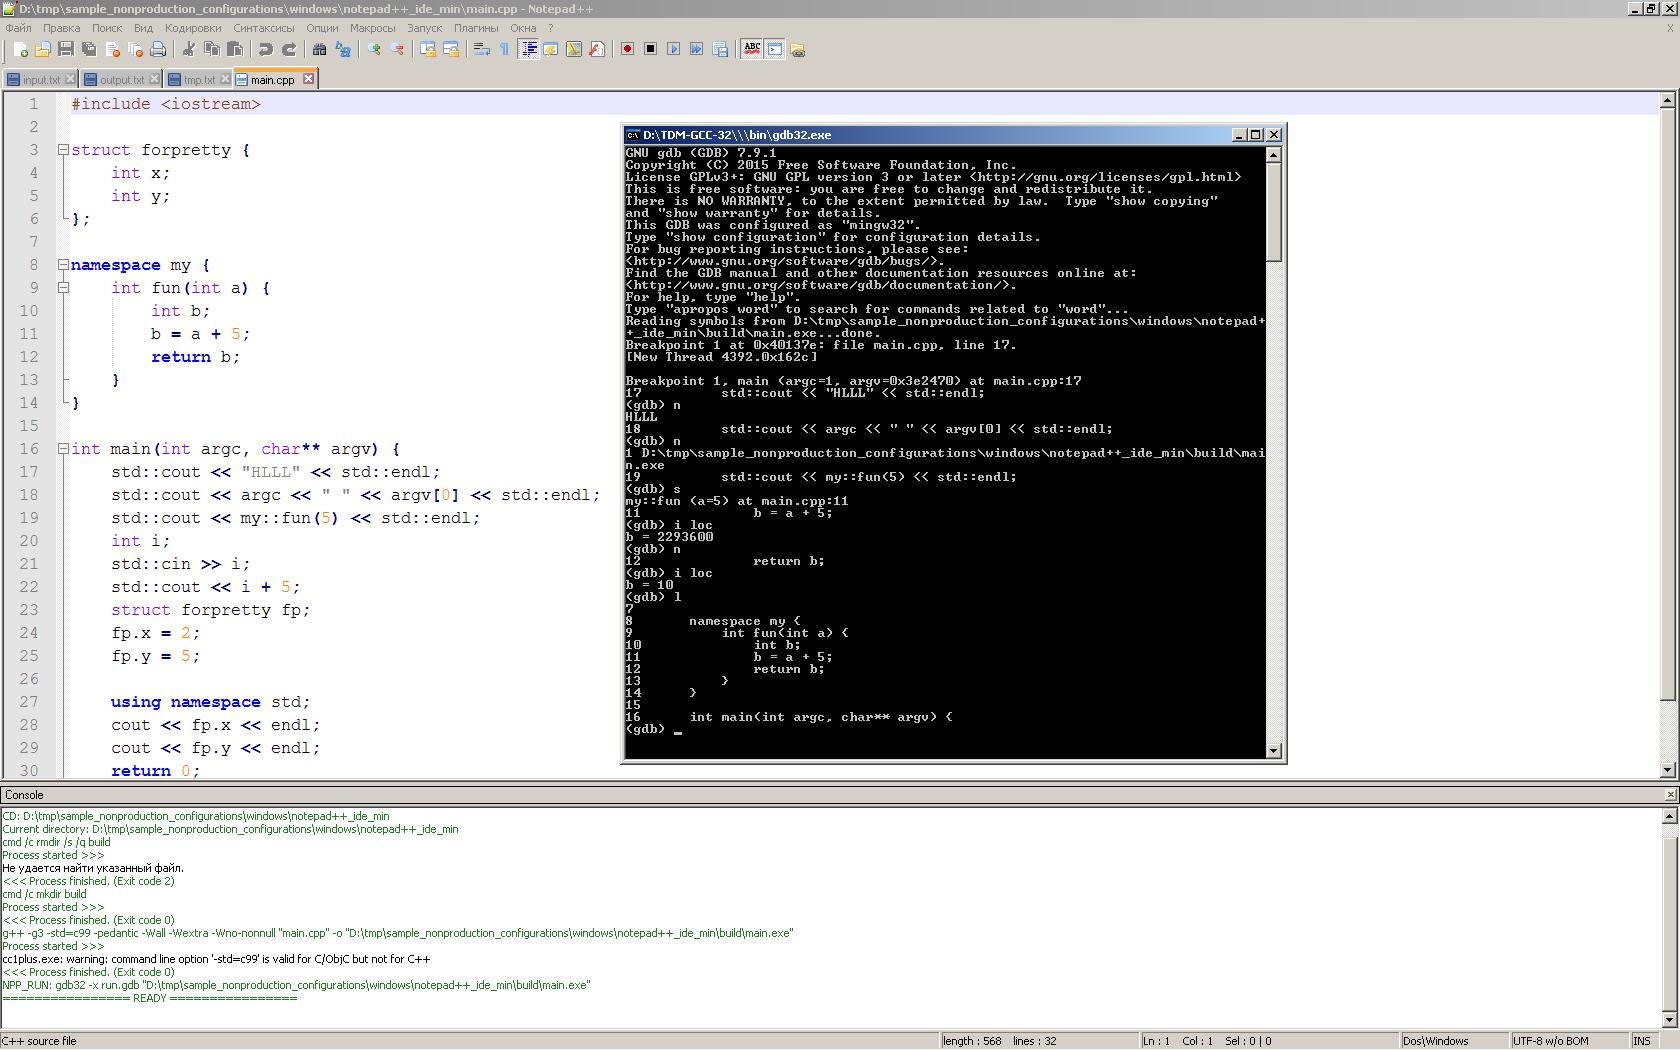 D:\tmp\sample_nonproduction_configurations\windows\notepad++_ide_min\main.cpp - Notepad++
Файл Правка Поиск Вид Кодировки Синтаксисы Опции Макросы Запуск Плагины Окна ? X
ABC
input.txt output.txt tmp.txt main.cpp
1 #include <iostream>
2
3 struct forpretty {
4 int x;
5 int y;
6 };
7
8 namespace my {
9 int fun(int a) {
10 int b;
11 b = a + 5;
12 return b;
13 }
14 }
15
16 int main(int argc, char** argv) {
17 std::cout << "HLLL" << std::endl;
18 std::cout << argc << " " << argv[0] << std::endl;
19 std::cout << my::fun(5) << std::endl;
20 int i;
21 std::cin >> i;
22 std::cout << i + 5;
23 struct forpretty fp;
24 fp.x = 2;
25 fp.y = 5;
26
27 using namespace std;
28 cout << fp.x << endl;
29 cout << fp.y << endl;
30 return 0;
D:\TDM-GCC-32\\\bin\gdb32.exe
GNU gdb (GDB) 7.9.1
Copyright (C) 2015 Free Software Foundation, Inc.
License GPLv3+: GNU GPL version 3 or later <http://gnu.org/licenses/gpl.html>
This is free software: you are free to change and redistribute it.
There is NO WARRANTY, to the extent permitted by law.  Type "show copying"
and "show warranty" for details.
This GDB was configured as "mingw32".
Type "show configuration" for configuration details.
For bug reporting instructions, please see:
<http://www.gnu.org/software/gdb/bugs/>.
Find the GDB manual and other documentation resources online at:
<http://www.gnu.org/software/gdb/documentation/>.
For help, type "help".
Type "apropos word" to search for commands related to "word"...
Reading symbols from D:\tmp\sample_nonproduction_configurations\windows\notepad+
+_ide_min\build\main.exe...done.
Breakpoint 1 at 0x40137e: file main.cpp, line 17.
[New Thread 4392.0x162c]
Breakpoint 1, main (argc=1, argv=0x3e2470) at main.cpp:17
17 std::cout << "HLLL" << std::endl;
(gdb) n
HLLL
18 std::cout << argc << " " << argv[0] << std::endl;
(gdb) n
1 D:\tmp\sample_nonproduction_configurations\windows\notepad++_ide_min\build\mai
n.exe
19 std::cout << my::fun(5) << std::endl;
(gdb) s
my::fun (a=5) at main.cpp:11
11 b = a + 5;
(gdb) i loc
b = 2293600
(gdb) n
12 return b;
(gdb) i loc
b = 10
(gdb) l
7
8 namespace my {
9 int fun(int a) {
10 int b;
11 b = a + 5;
12 return b;
13 }
14 }
15
16 int main(int argc, char** argv) {
(gdb) _
Console
CD: D:\tmp\sample_nonproduction_configurations\windows\notepad++_ide_min
Current directory: D:\tmp\sample_nonproduction_configurations\windows\notepad++_ide_min
cmd /c rmdir /s /q build
Process started >>>
Не удается найти указанный файл.
<<< Process finished. (Exit code 2)
cmd /c mkdir build
Process started >>>
<<< Process finished. (Exit code 0)
g++ -g3 -std=c99 -pedantic -Wall -Wextra -Wno-nonnull "main.cpp" -o "D:\tmp\sample_nonproduction_configurations\windows\notepad++_ide_min\build\main.exe"
Process started >>>
cc1plus.exe: warning: command line option '-std=c99' is valid for C/ObjC but not for C++
<<< Process finished. (Exit code 0)
NPP_RUN: gdb32 -x run.gdb "D:\tmp\sample_nonproduction_configurations\windows\notepad++_ide_min\build\main.exe"
================ READY ================
C++ source file length : 568 lines : 32 Ln : 1 Col : 1 Sel : 0 | 0 Dos\Windows UTF-8 w/o BOM INS